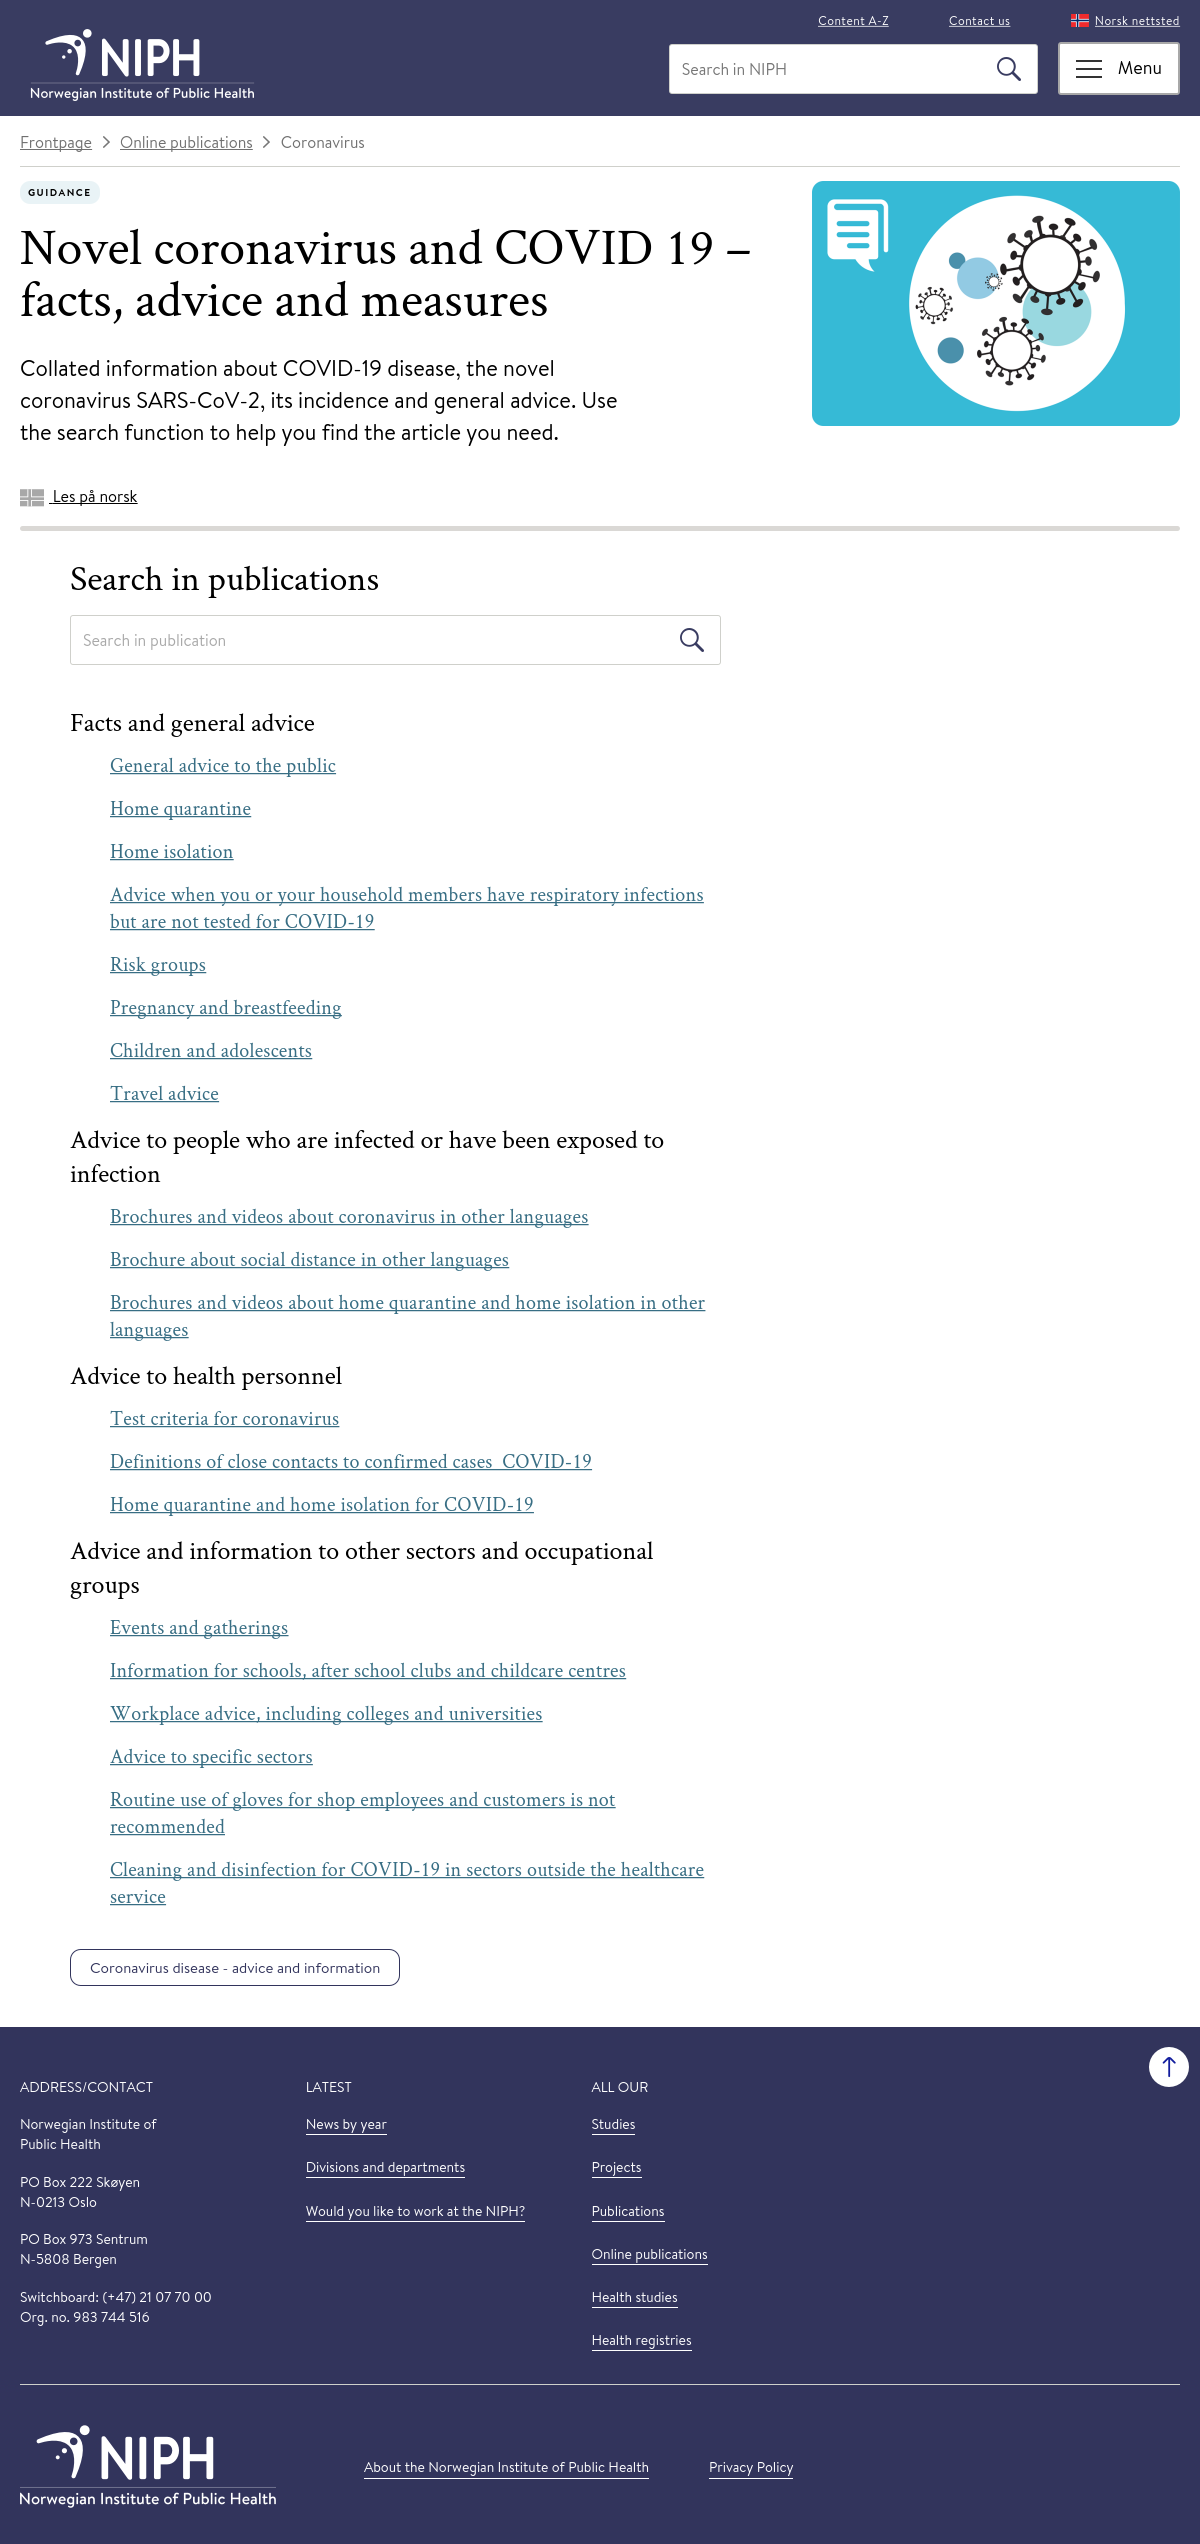 Content A-Z
Contact us
Norsk nettsted
NIPH
Norwegian Institute of Public Health
Search in NIPH
Menu
Frontpage
Online publications
Coronavirus
GUIDANCE
Novel coronavirus and COVID 19 –
facts, advice and measures
Collated information about COVID-19 disease, the novel
coronavirus SARS-CoV-2, its incidence and general advice. Use
the search function to help you find the article you need.
Les på norsk
Search in publications
Search in publication
Facts and general advice
General advice to the public
Home quarantine
Home isolation
Advice when you or your household members have respiratory infections
but are not tested for COVID-19
Risk groups
Pregnancy and breastfeeding
Children and adolescents
Travel advice
Advice to people who are infected or have been exposed to
infection
Brochures and videos about coronavirus in other languages
Brochure about social distance in other languages
Brochures and videos about home quarantine and home isolation in other
languages
Advice to health personnel
Test criteria for coronavirus
Definitions of close contacts to confirmed cases COVID-19
Home quarantine and home isolation for COVID-19
Advice and information to other sectors and occupational
groups
Events and gatherings
Information for schools, after school clubs and childcare centres
Workplace advice, including colleges and universities
Advice to specific sectors
Routine use of gloves for shop employees and customers is not
recommended
Cleaning and disinfection for COVID-19 in sectors outside the healthcare
service
Coronavirus disease - advice and information
ADDRESS/CONTACT
Norwegian Institute of
Public Health
PO Box 222 Skøyen
N-0213 Oslo
PO Box 973 Sentrum
N-5808 Bergen
Switchboard: (+47) 21 07 70 00
Org. no. 983 744 516
LATEST
News by year
Divisions and departments
Would you like to work at the NIPH?
ALL OUR
Studies
Projects
Publications
Online publications
Health studies
Health registries
NIPH
Norwegian Institute of Public Health
About the Norwegian Institute of Public Health
Privacy Policy